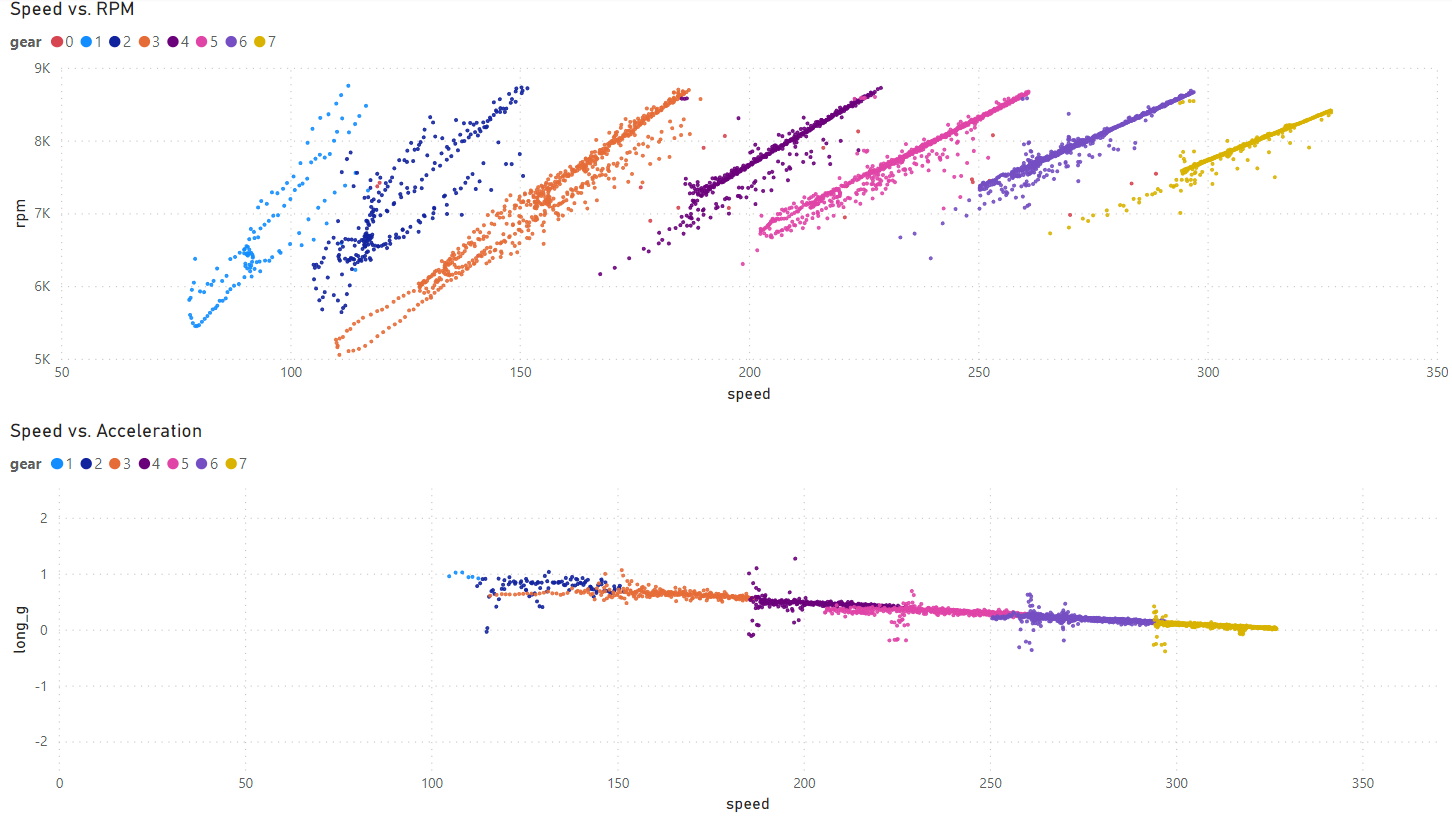 Speed vs. RPM
gear 0 1 2 3 4 5 6 7
9K
8K
7K
6K
5K
rpm
50 100 150 200 250 300 350
speed
Speed vs. Acceleration
gear 1 2 3 4 5 6 7
2
1
0
-1
-2
long_g
0 50 100 150 200 250 300 350
speed